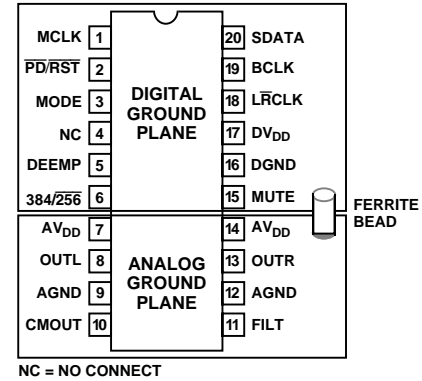 MCLK 1 20 SDATA
PD/RST 2 19 BCLK
MODE 3 DIGITAL GROUND PLANE 18 LRCLK
NC 4 17 DVDD
DEEMP 5 16 DGND
384/256 6 15 MUTE
FERRITE BEAD
AVDD 7 14 AVDD
OUTL 8 ANALOG GROUND PLANE 13 OUTR
AGND 9 12 AGND
CMOUT 10 11 FILT
NC = NO CONNECT